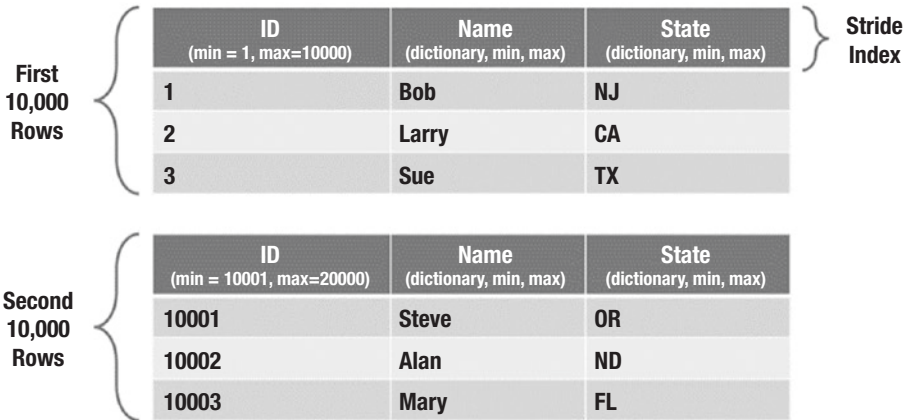 ID Name State
(min = 1, max=10000) (dictionary, min, max) (dictionary, min, max)
Stride
Index
First
10,000
Rows
1 Bob NJ
2 Larry CA
3 Sue TX
ID Name State
(min = 10001, max=20000) (dictionary, min, max) (dictionary, min, max)
Second
10,000
Rows
10001 Steve OR
10002 Alan ND
10003 Mary FL